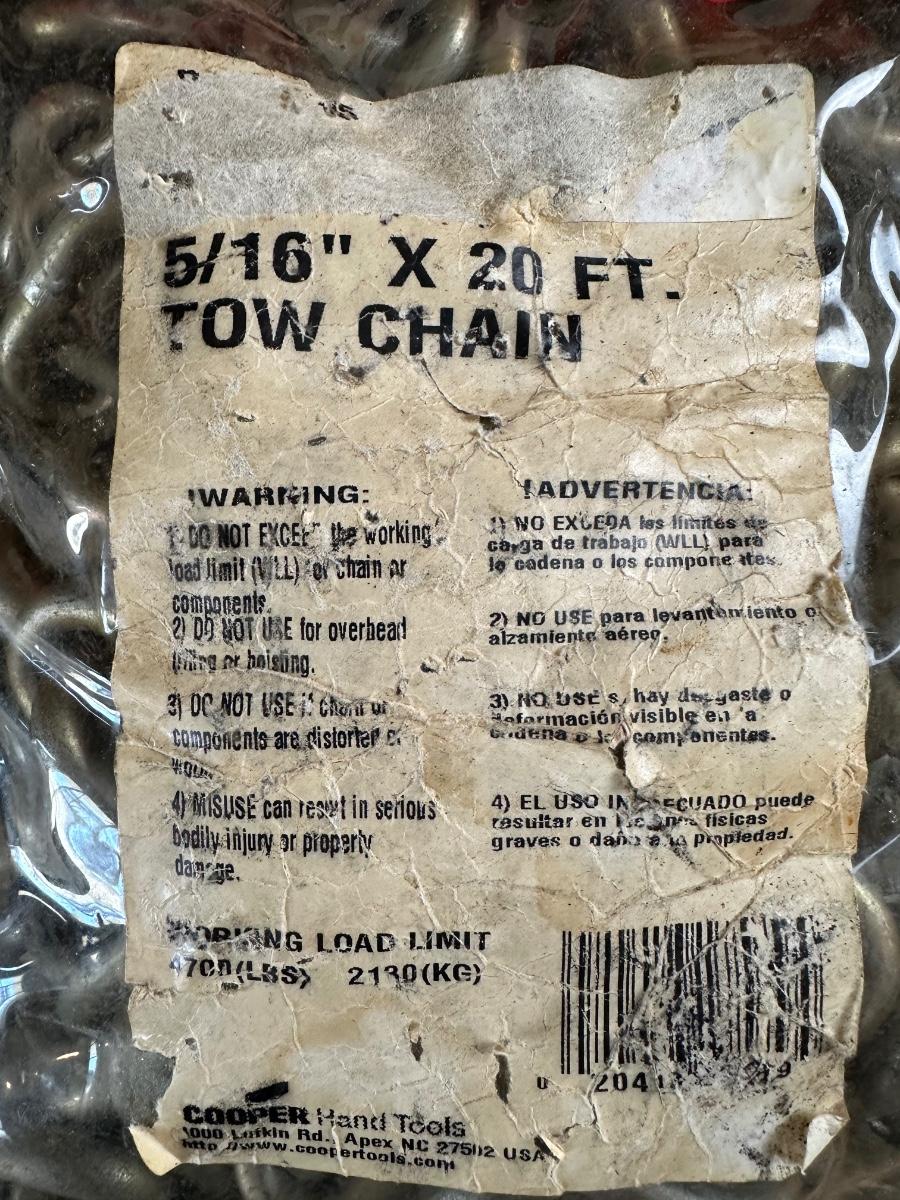 5/16" X 20 FT.
TOW CHAIN
!WARNING:
1) DO NOT EXCEED the working
load limit (WLL) for chain or
components.
2) DO NOT USE for overhead
lifting or hoisting.
3) DO NOT USE if chain or
components are distorted or
worn.
4) MISUSE can result in serious
bodily injury or property
damage.
!ADVERTENCIA:
1) NO EXCEDA los límites de
carga de trabajo (WLL) para
la cadena o los componentes.
2) NO USE para levantamiento o
alzamiento aéreo.
3) NO USE si hay desgaste o
deformación visible en la
cadena o los componentes.
4) EL USO INADECUADO puede
resultar en lesiones físicas
graves o daño a la propiedad.
WORKING LOAD LIMIT
4700(LBS) 2130(KG)
0
COOPER Hand Tools
1000 Lufkin Rd., Apex NC 27502 USA
http://www.coopertools.com